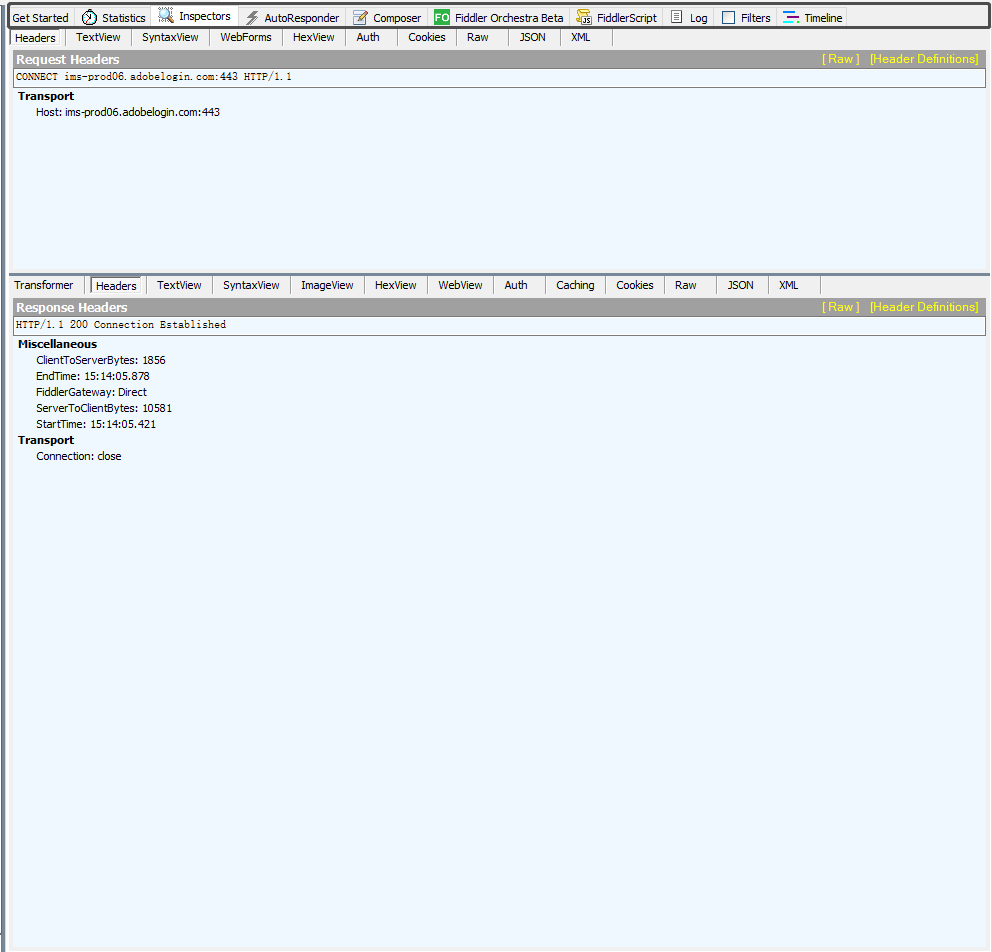 Get Started Statistics Inspectors AutoResponder Composer FO Fiddler Orchestra Beta FiddlerScript Log Filters Timeline
Headers TextView SyntaxView WebForms HexView Auth Cookies Raw JSON XML
Request Headers [ Raw ] [Header Definitions]
CONNECT ims-prod06.adobelogin.com:443 HTTP/1.1
Transport
Host: ims-prod06.adobelogin.com:443
Transformer Headers TextView SyntaxView ImageView HexView WebView Auth Caching Cookies Raw JSON XML
Response Headers [ Raw ] [Header Definitions]
HTTP/1.1 200 Connection Established
Miscellaneous
ClientToServerBytes: 1856
EndTime: 15:14:05.878
FiddlerGateway: Direct
ServerToClientBytes: 10581
StartTime: 15:14:05.421
Transport
Connection: close